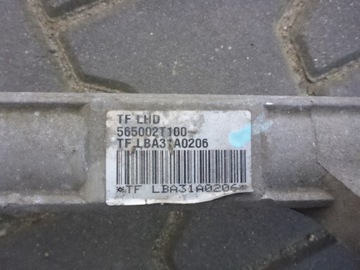 TF LHD
565002T100
TF LBA31A0206
*TF LBA31A0206*